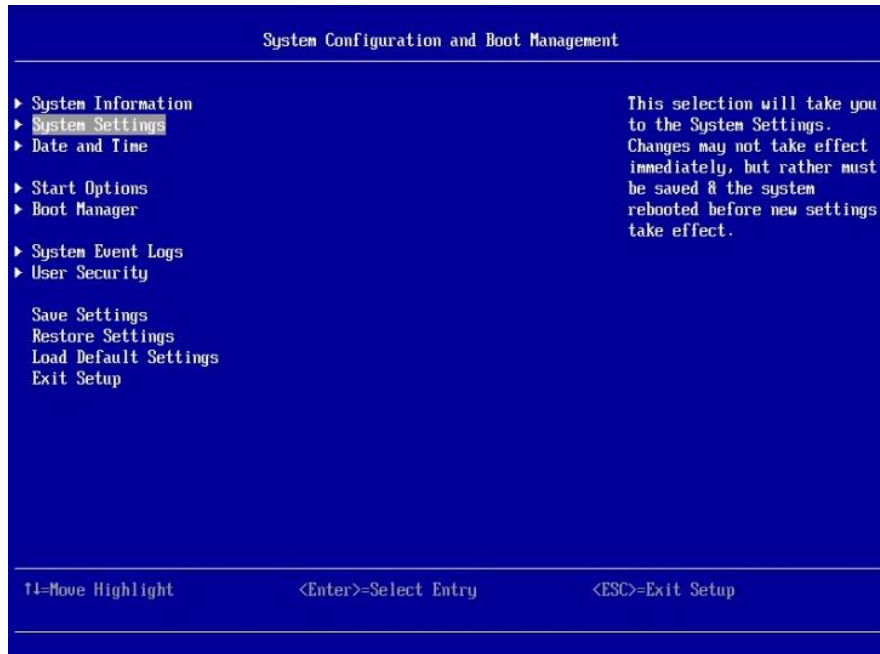 System Configuration and Boot Management
▶ System Information
▶ System Settings
▶ Date and Time
▶ Start Options
▶ Boot Manager
▶ System Event Logs
▶ User Security
Save Settings
Restore Settings
Load Default Settings
Exit Setup
This selection will take you
to the System Settings.
Changes may not take effect
immediately, but rather must
be saved & the system
rebooted before new settings
take effect.
↑↓=Move Highlight <Enter>=Select Entry <ESC>=Exit Setup